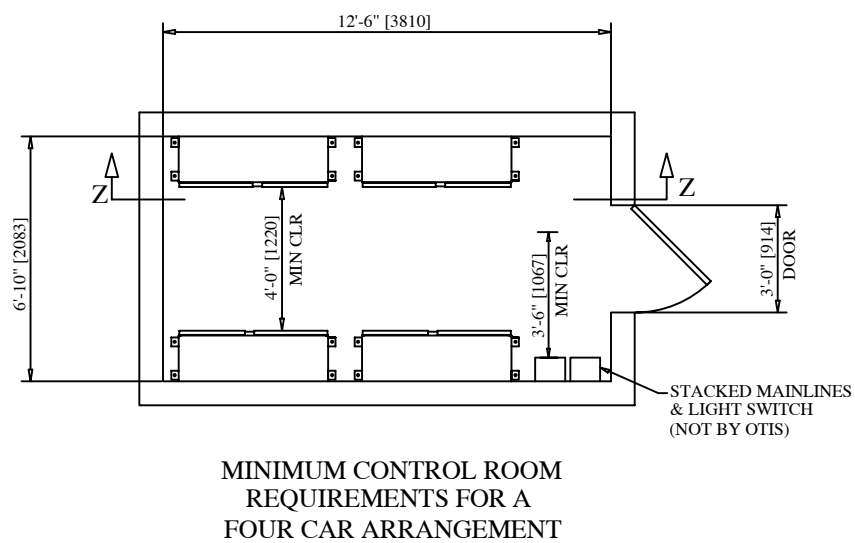 12'-6" [3810]
Z
Z
6'-10" [2083]
4'-0" [1220]
MIN CLR
3'-6" [1067]
MIN CLR
3'-0" [914]
DOOR
STACKED MAINLINES
& LIGHT SWITCH
(NOT BY OTIS)
MINIMUM CONTROL ROOM
REQUIREMENTS FOR A
FOUR CAR ARRANGEMENT